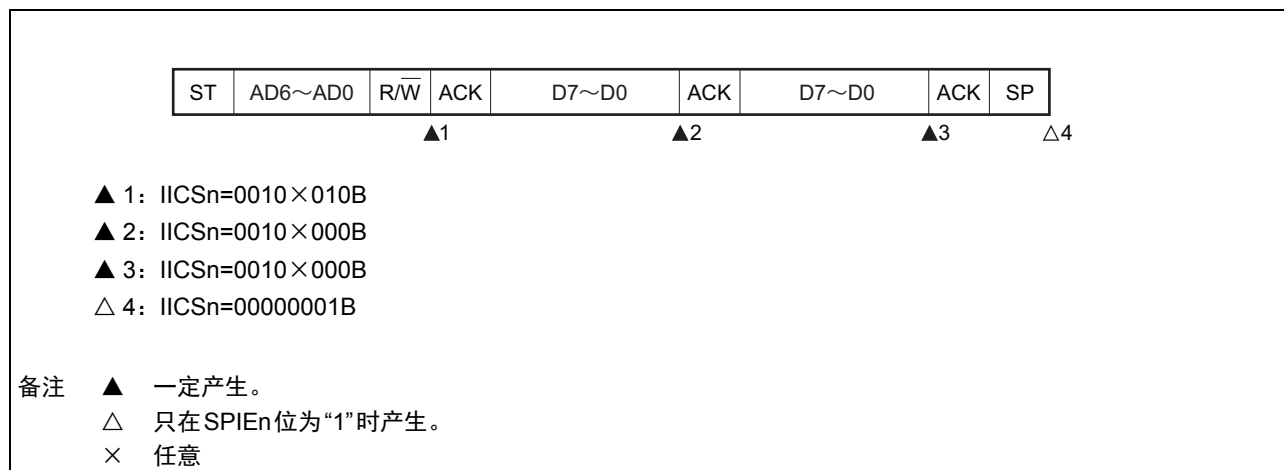 ST AD6～AD0 R/W̅ ACK D7～D0 ACK D7～D0 ACK SP
▲1 ▲2 ▲3 △4
▲ 1：IICSn=0010×010B
▲ 2：IICSn=0010×000B
▲ 3：IICSn=0010×000B
△ 4：IICSn=00000001B
备注 ▲ 一定产生。
△ 只在SPIEn位为“1”时产生。
× 任意